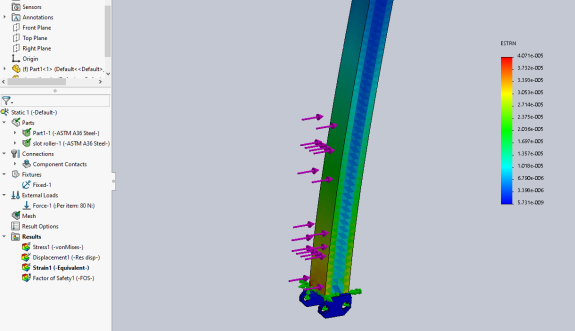 Sensors
Annotations
Front Plane
Top Plane
Right Plane
Origin
(f) Part1<1> (Default<<Default>
Static 1 (-Default-)
Parts
Part1-1 (-ASTM A36 Steel-)
slot roller-1 (-ASTM A36 Steel-)
Connections
Component Contacts
Fixtures
Fixed-1
External Loads
Force-1 (:Per item: 80 N:)
Mesh
Result Options
Results
Stress1 (-vonMises-)
Displacement1 (-Res disp-)
Strain1 (-Equivalent-)
Factor of Safety1 (-FOS-)
ESTRN
4.071e-005
3.732e-005
3.393e-005
3.053e-005
2.714e-005
2.375e-005
2.036e-005
1.697e-005
1.357e-005
1.018e-005
6.790e-006
3.398e-006
5.731e-009